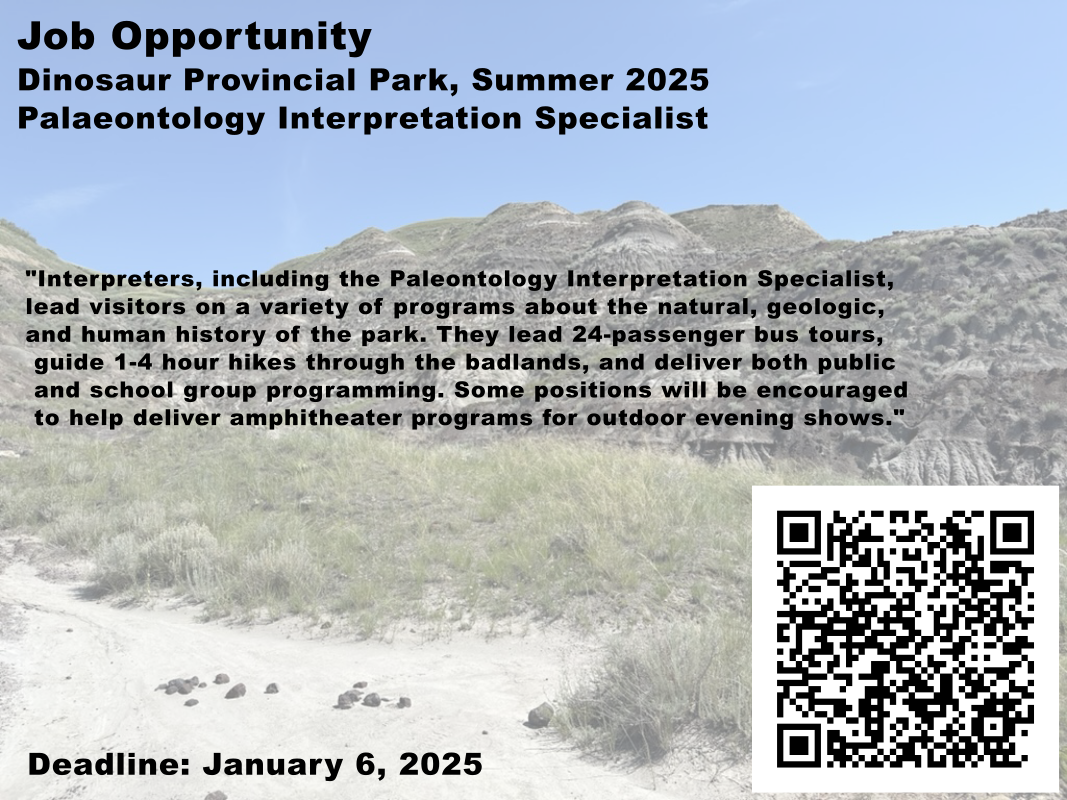 Job Opportunity
Dinosaur Provincial Park, Summer 2025
Palaeontology Interpretation Specialist
"Interpreters, including the Paleontology Interpretation Specialist,
lead visitors on a variety of programs about the natural, geologic,
and human history of the park. They lead 24-passenger bus tours,
guide 1-4 hour hikes through the badlands, and deliver both public
and school group programming. Some positions will be encouraged
to help deliver amphitheater programs for outdoor evening shows."
Deadline: January 6, 2025